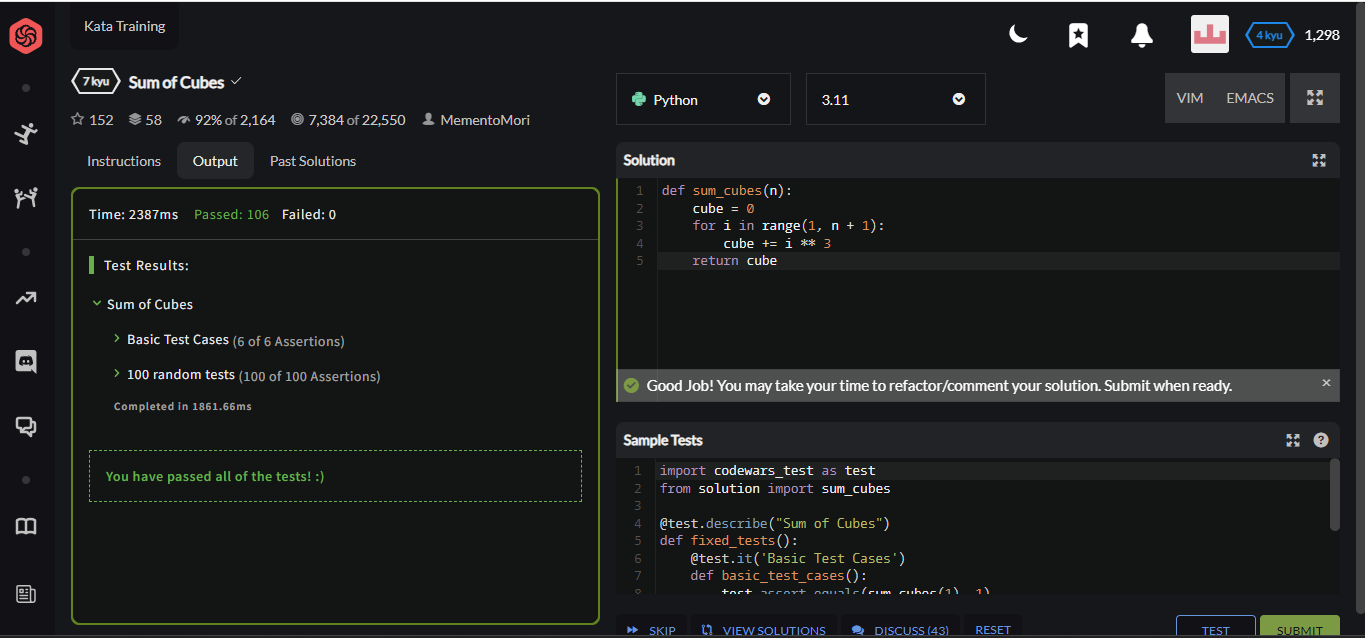 Kata Training
4 kyu 1,298
7 kyu Sum of Cubes
152 58 92% of 2,164 7,384 of 22,550 MementoMori
Instructions Output Past Solutions
Time: 2387ms Passed: 106 Failed: 0
Test Results:
Sum of Cubes
Basic Test Cases (6 of 6 Assertions)
100 random tests (100 of 100 Assertions)
Completed in 1861.66ms
You have passed all of the tests! :)
Python 3.11 VIM EMACS
Solution
1 def sum_cubes(n):
2 cube = 0
3 for i in range(1, n + 1):
4 cube += i ** 3
5 return cube
Good Job! You may take your time to refactor/comment your solution. Submit when ready.
Sample Tests
1 import codewars_test as test
2 from solution import sum_cubes
3
4 @test.describe("Sum of Cubes")
5 def fixed_tests():
6 @test.it('Basic Test Cases')
7 def basic_test_cases():
8 test.assert_equals(sum_cubes(1), 1)
SKIP VIEW SOLUTIONS DISCUSS (43) RESET TEST SUBMIT